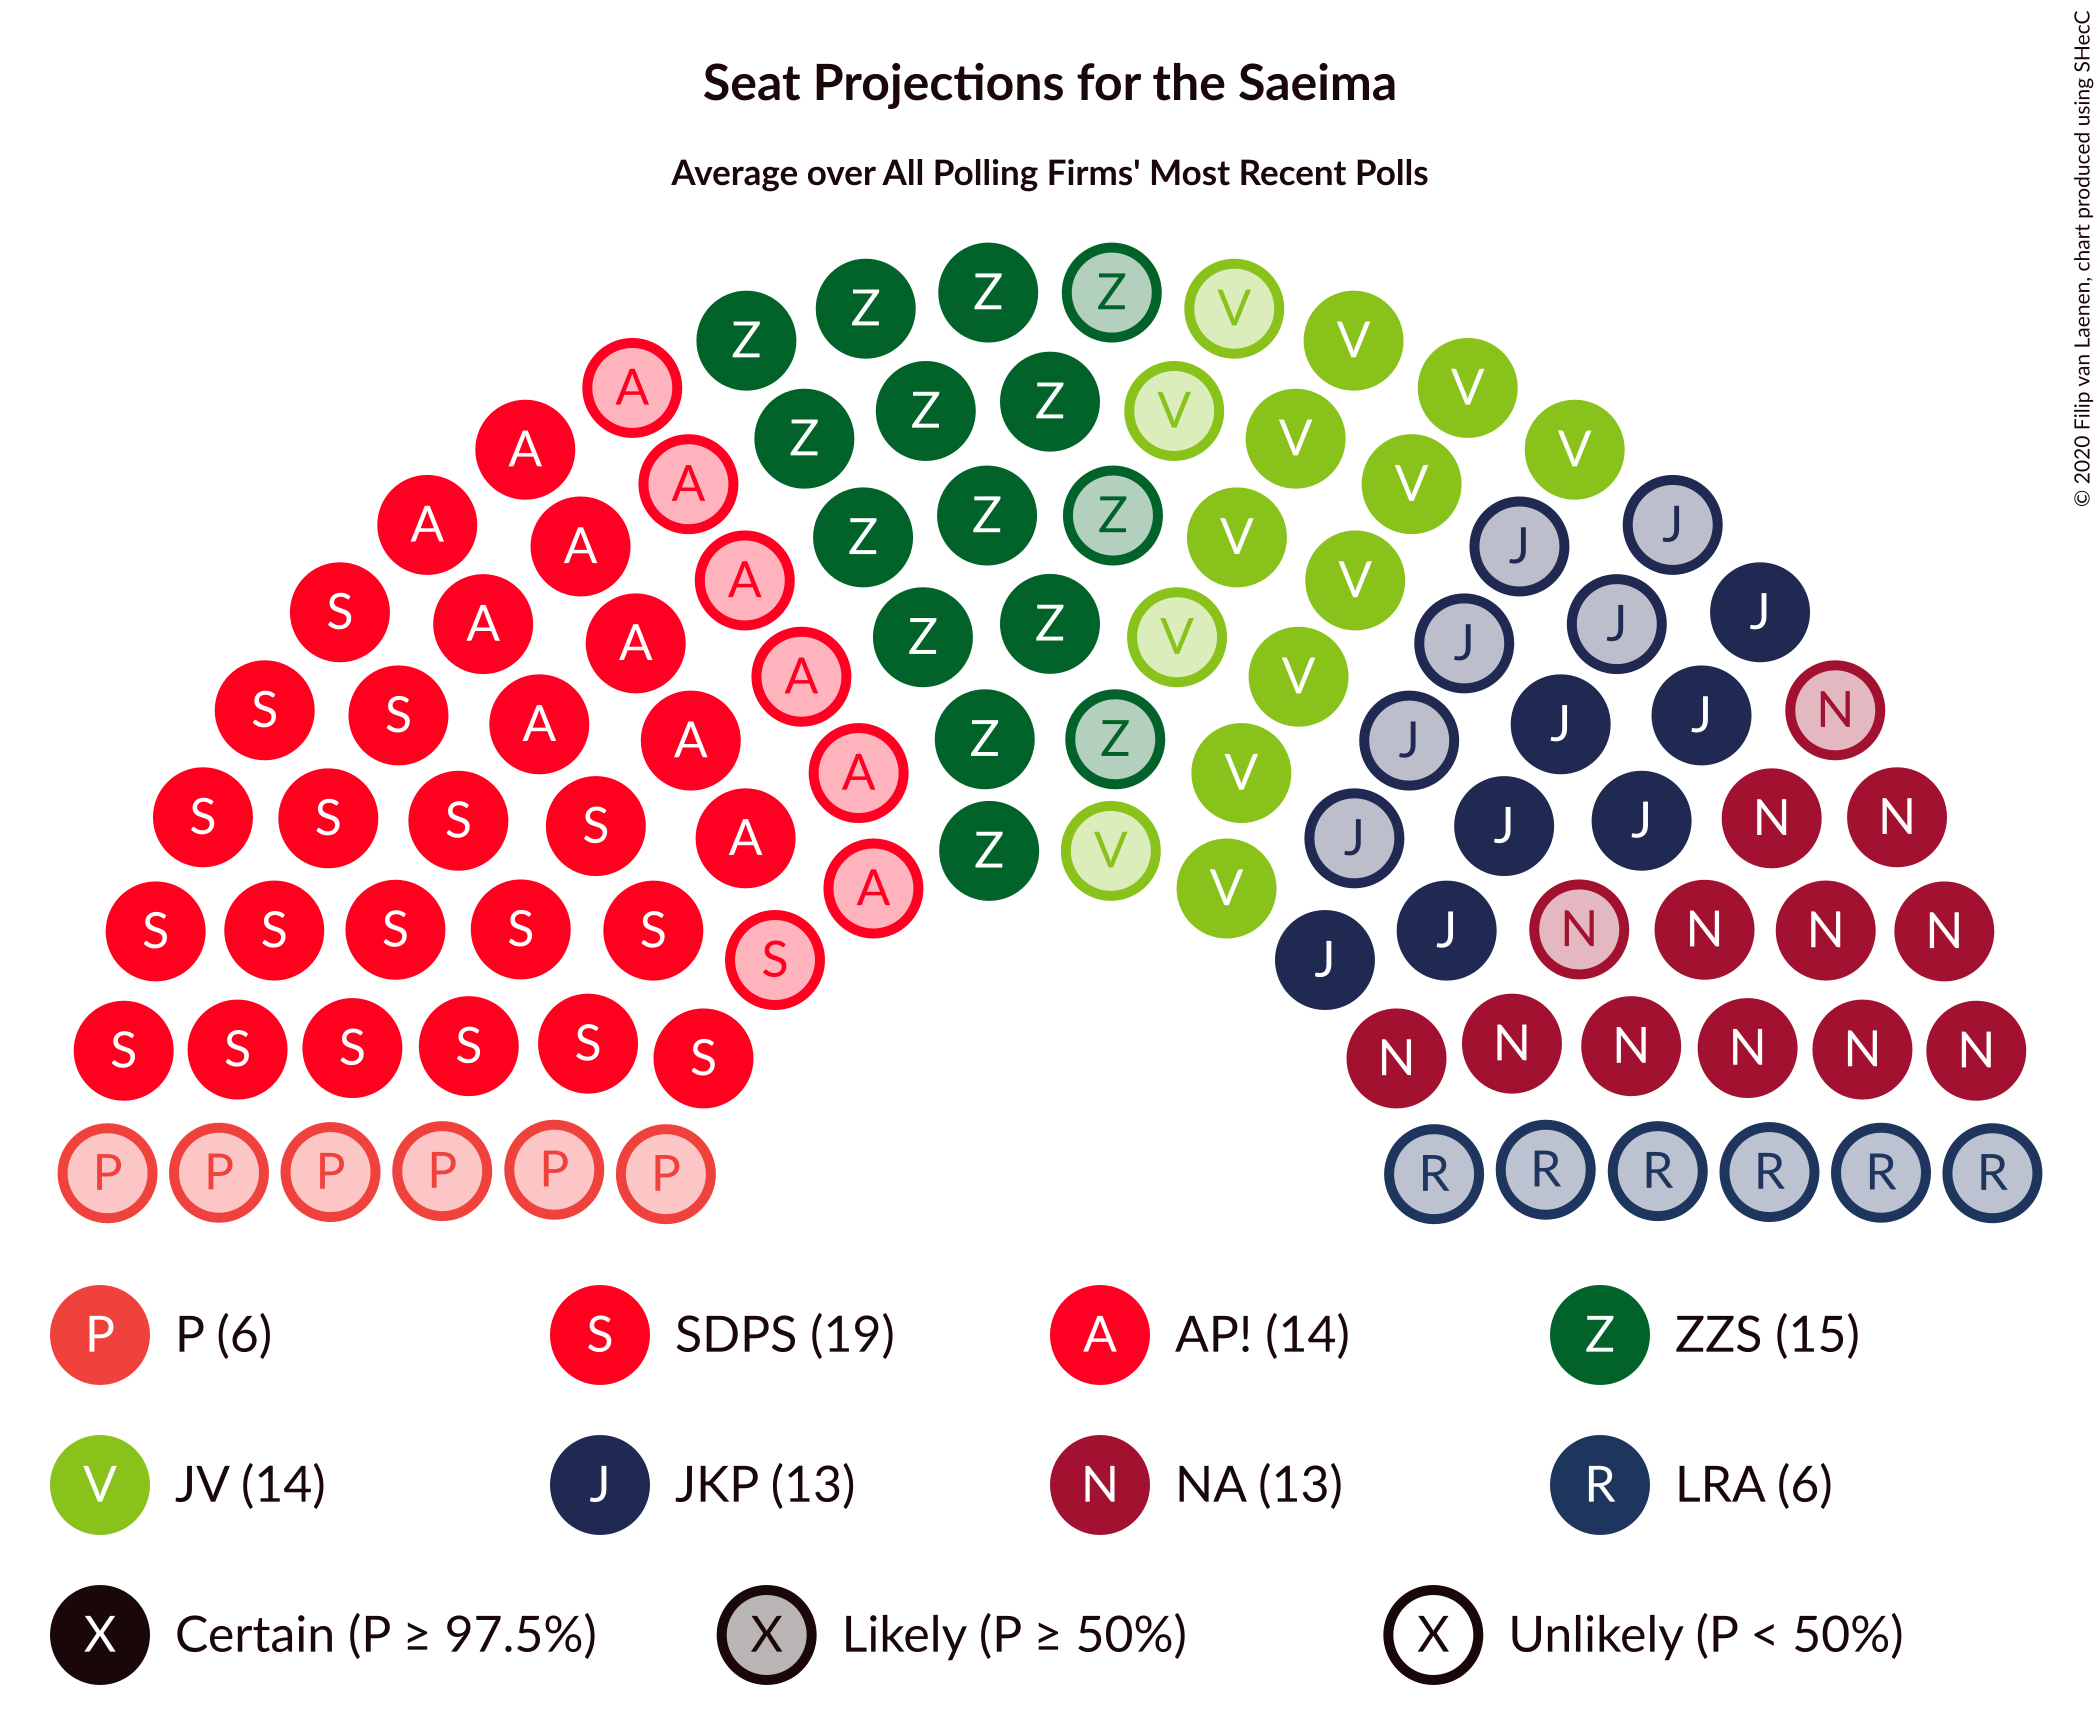 Seat Projections for the Saeima
Average over All Polling Firms' Most Recent Polls
© 2020 Filip van Laenen, chart produced using SHecC
Z Z Z Z V V V V
A Z Z Z V V V
A A Z Z Z V V J J
A A A Z Z V V J J J
S A A A Z Z V J J J N
S S A A A Z V V J J J N N
S S S S A A V J J J N N N N
S S S S S S J N N N N N N
S S S S S S
P P P P P P R R R R R R
P P (6)
S SDPS (19)
A AP! (14)
Z ZZS (15)
V JV (14)
J JKP (13)
N NA (13)
R LRA (6)
X Certain (P ≥ 97.5%)
X Likely (P ≥ 50%)
X Unlikely (P < 50%)